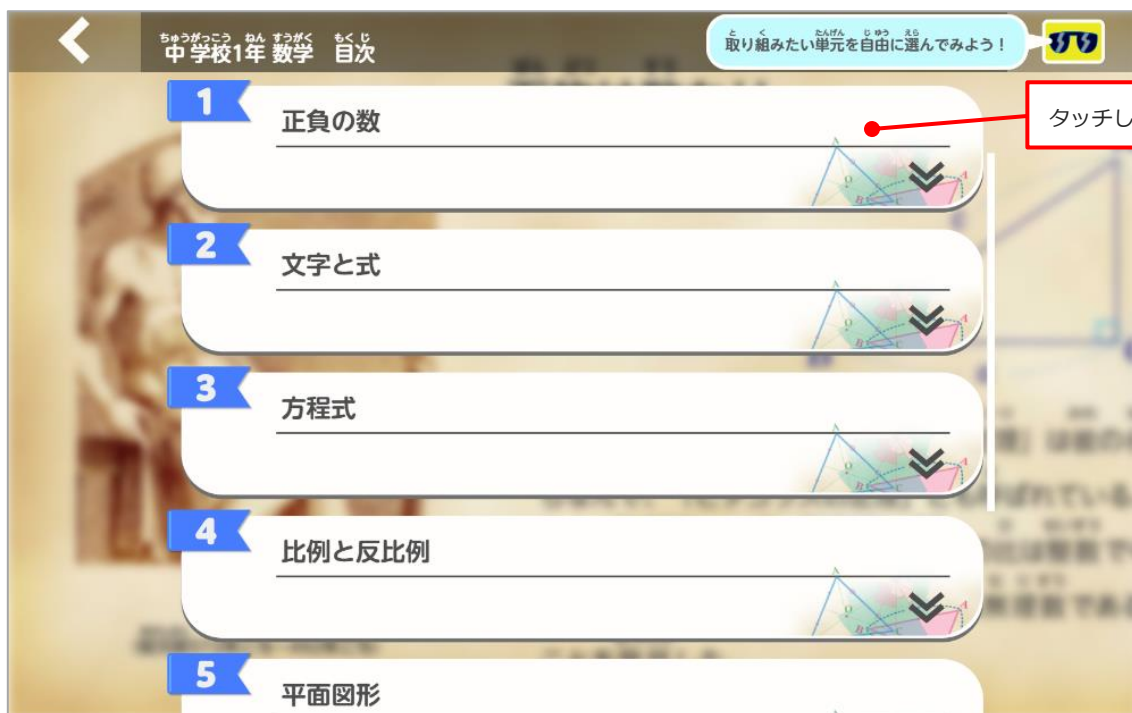 中学校1年 数学 目次
取り組みたい単元を自由に選んでみよう！
タッチし
1
正負の数
2
文字と式
3
方程式
4
比例と反比例
5
平面図形